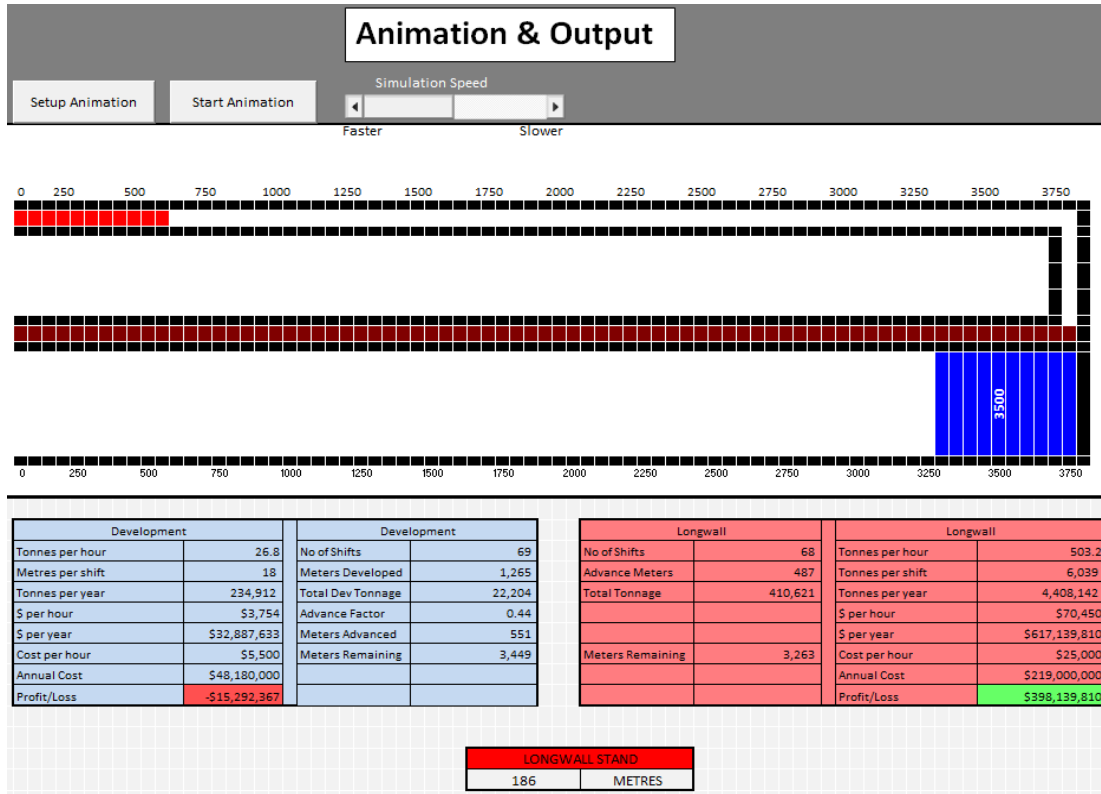 Animation & Output
Setup Animation
Start Animation
Simulation Speed
Faster Slower
0 250 500 750 1000 1250 1500 1750 2000 2250 2500 2750 3000 3250 3500 3750
3500
0 250 500 750 1000 1250 1500 1750 2000 2250 2500 2750 3000 3250 3500 3750
Development
Tonnes per hour 26.8
Metres per shift 18
Tonnes per year 234,912
$ per hour $3,754
$ per year $32,887,633
Cost per hour $5,500
Annual Cost $48,180,000
Profit/Loss -$15,292,367
Development
No of Shifts 69
Meters Developed 1,265
Total Dev Tonnage 22,204
Advance Factor 0.44
Meters Advanced 551
Meters Remaining 3,449
Longwall
No of Shifts 68
Advance Meters 487
Total Tonnage 410,621
Meters Remaining 3,263
Longwall
Tonnes per hour 503.2
Tonnes per shift 6,039
Tonnes per year 4,408,142
$ per hour $70,450
$ per year $617,139,810
Cost per hour $25,000
Annual Cost $219,000,000
Profit/Loss $398,139,810
LONGWALL STAND
186 METRES